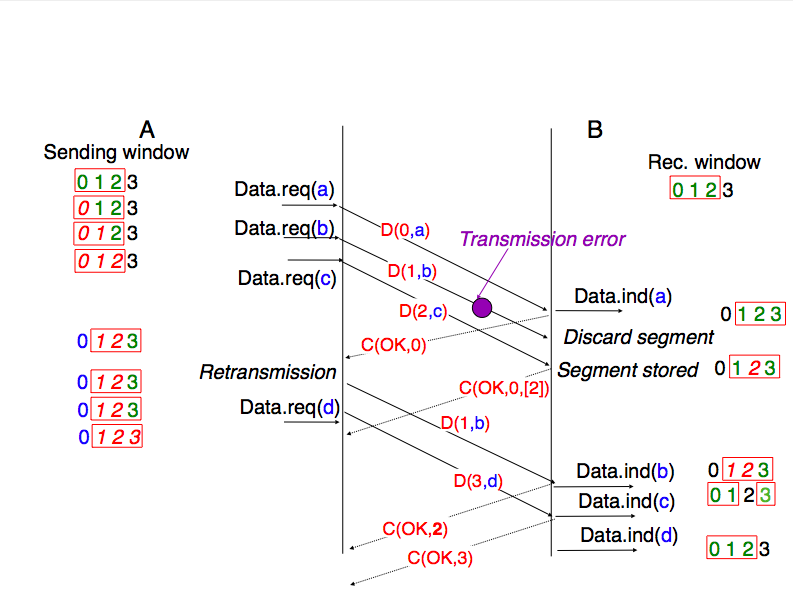 A
B
Sending window
Rec. window
0 1 2 3
0 1 2 3
Data.req(a)
0 1 2 3
Data.req(b)
D(0,a)
0 1 2 3
Transmission error
0 1 2 3
D(1,b)
Data.req(c)
Data.ind(a)
D(2,c)
0 1 2 3
0 1 2 3
Discard segment
C(OK,0)
Retransmission
Segment stored
0 1 2 3
0 1 2 3
C(OK,0,[2])
0 1 2 3
Data.req(d)
D(1,b)
0 1 2 3
Data.ind(b)
0 1 2 3
D(3,d)
0 1 2 3
Data.ind(c)
C(OK,2)
Data.ind(d)
0 1 2 3
C(OK,3)